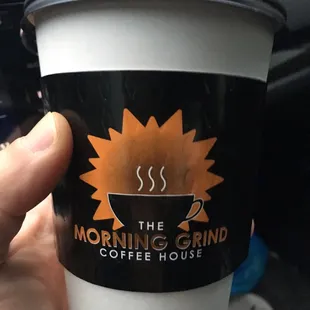 THE
MORNING GRIND
COFFEE HOUSE